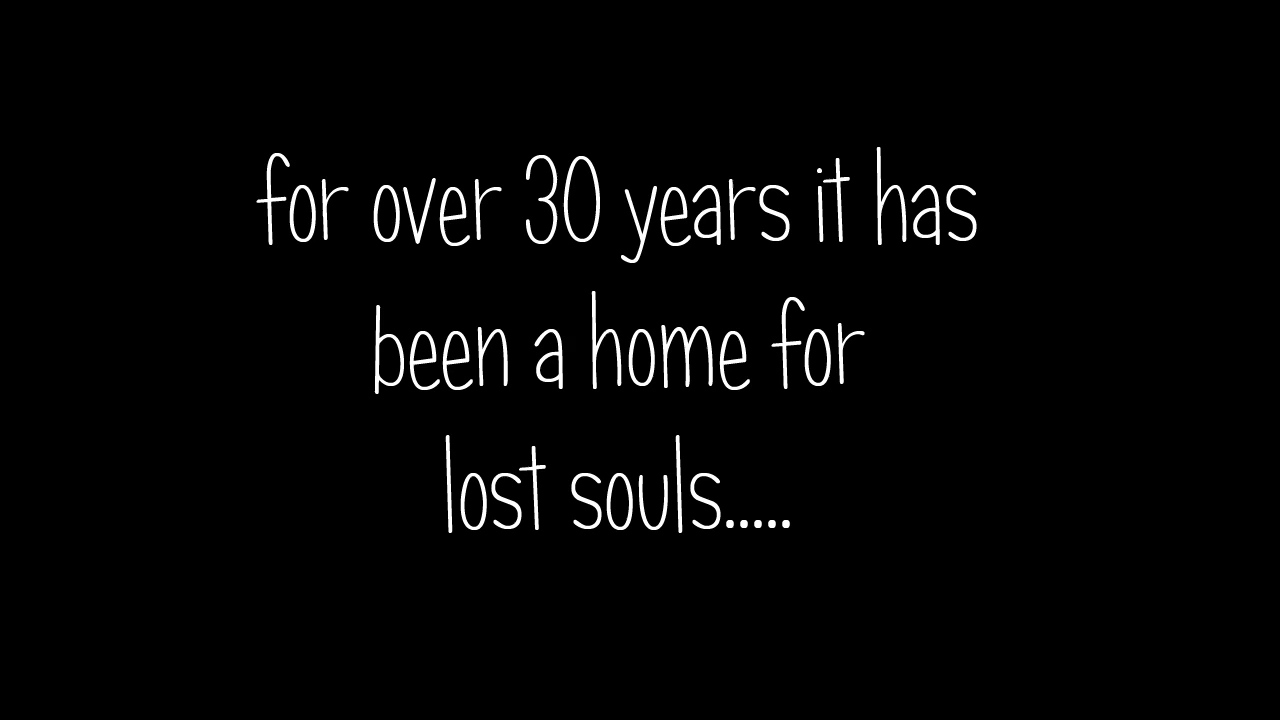 for over 30 years it has
been a home for
lost souls.....